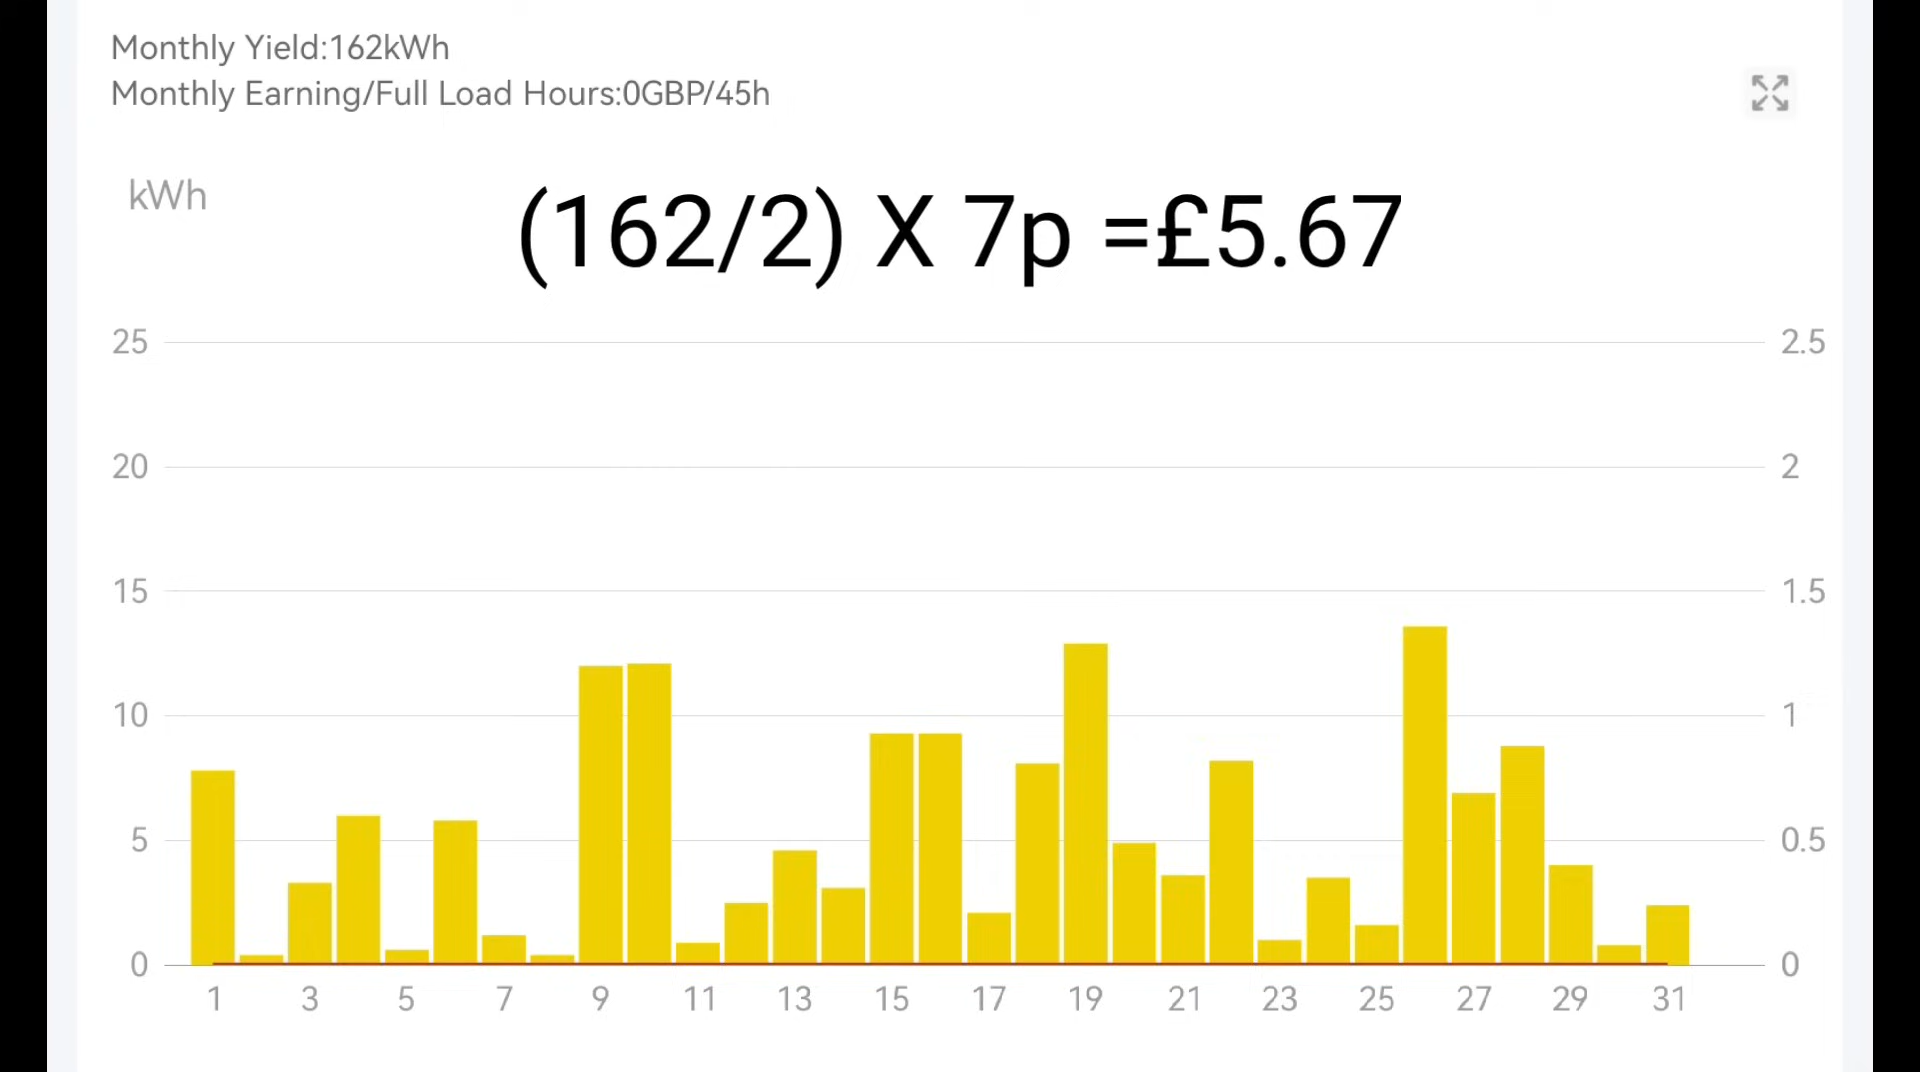 Monthly Yield:162kWh
Monthly Earning/Full Load Hours:0GBP/45h
kWh
(162/2) X 7p =£5.67
25 2.5
20 2
15 1.5
10 1
5 0.5
0 0
1 3 5 7 9 11 13 15 17 19 21 23 25 27 29 31